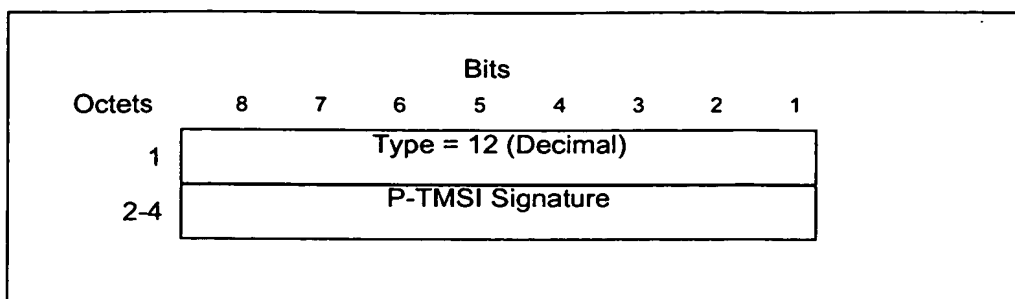 Bits
Octets 8 7 6 5 4 3 2 1
1 Type = 12 (Decimal)
2-4 P-TMSI Signature